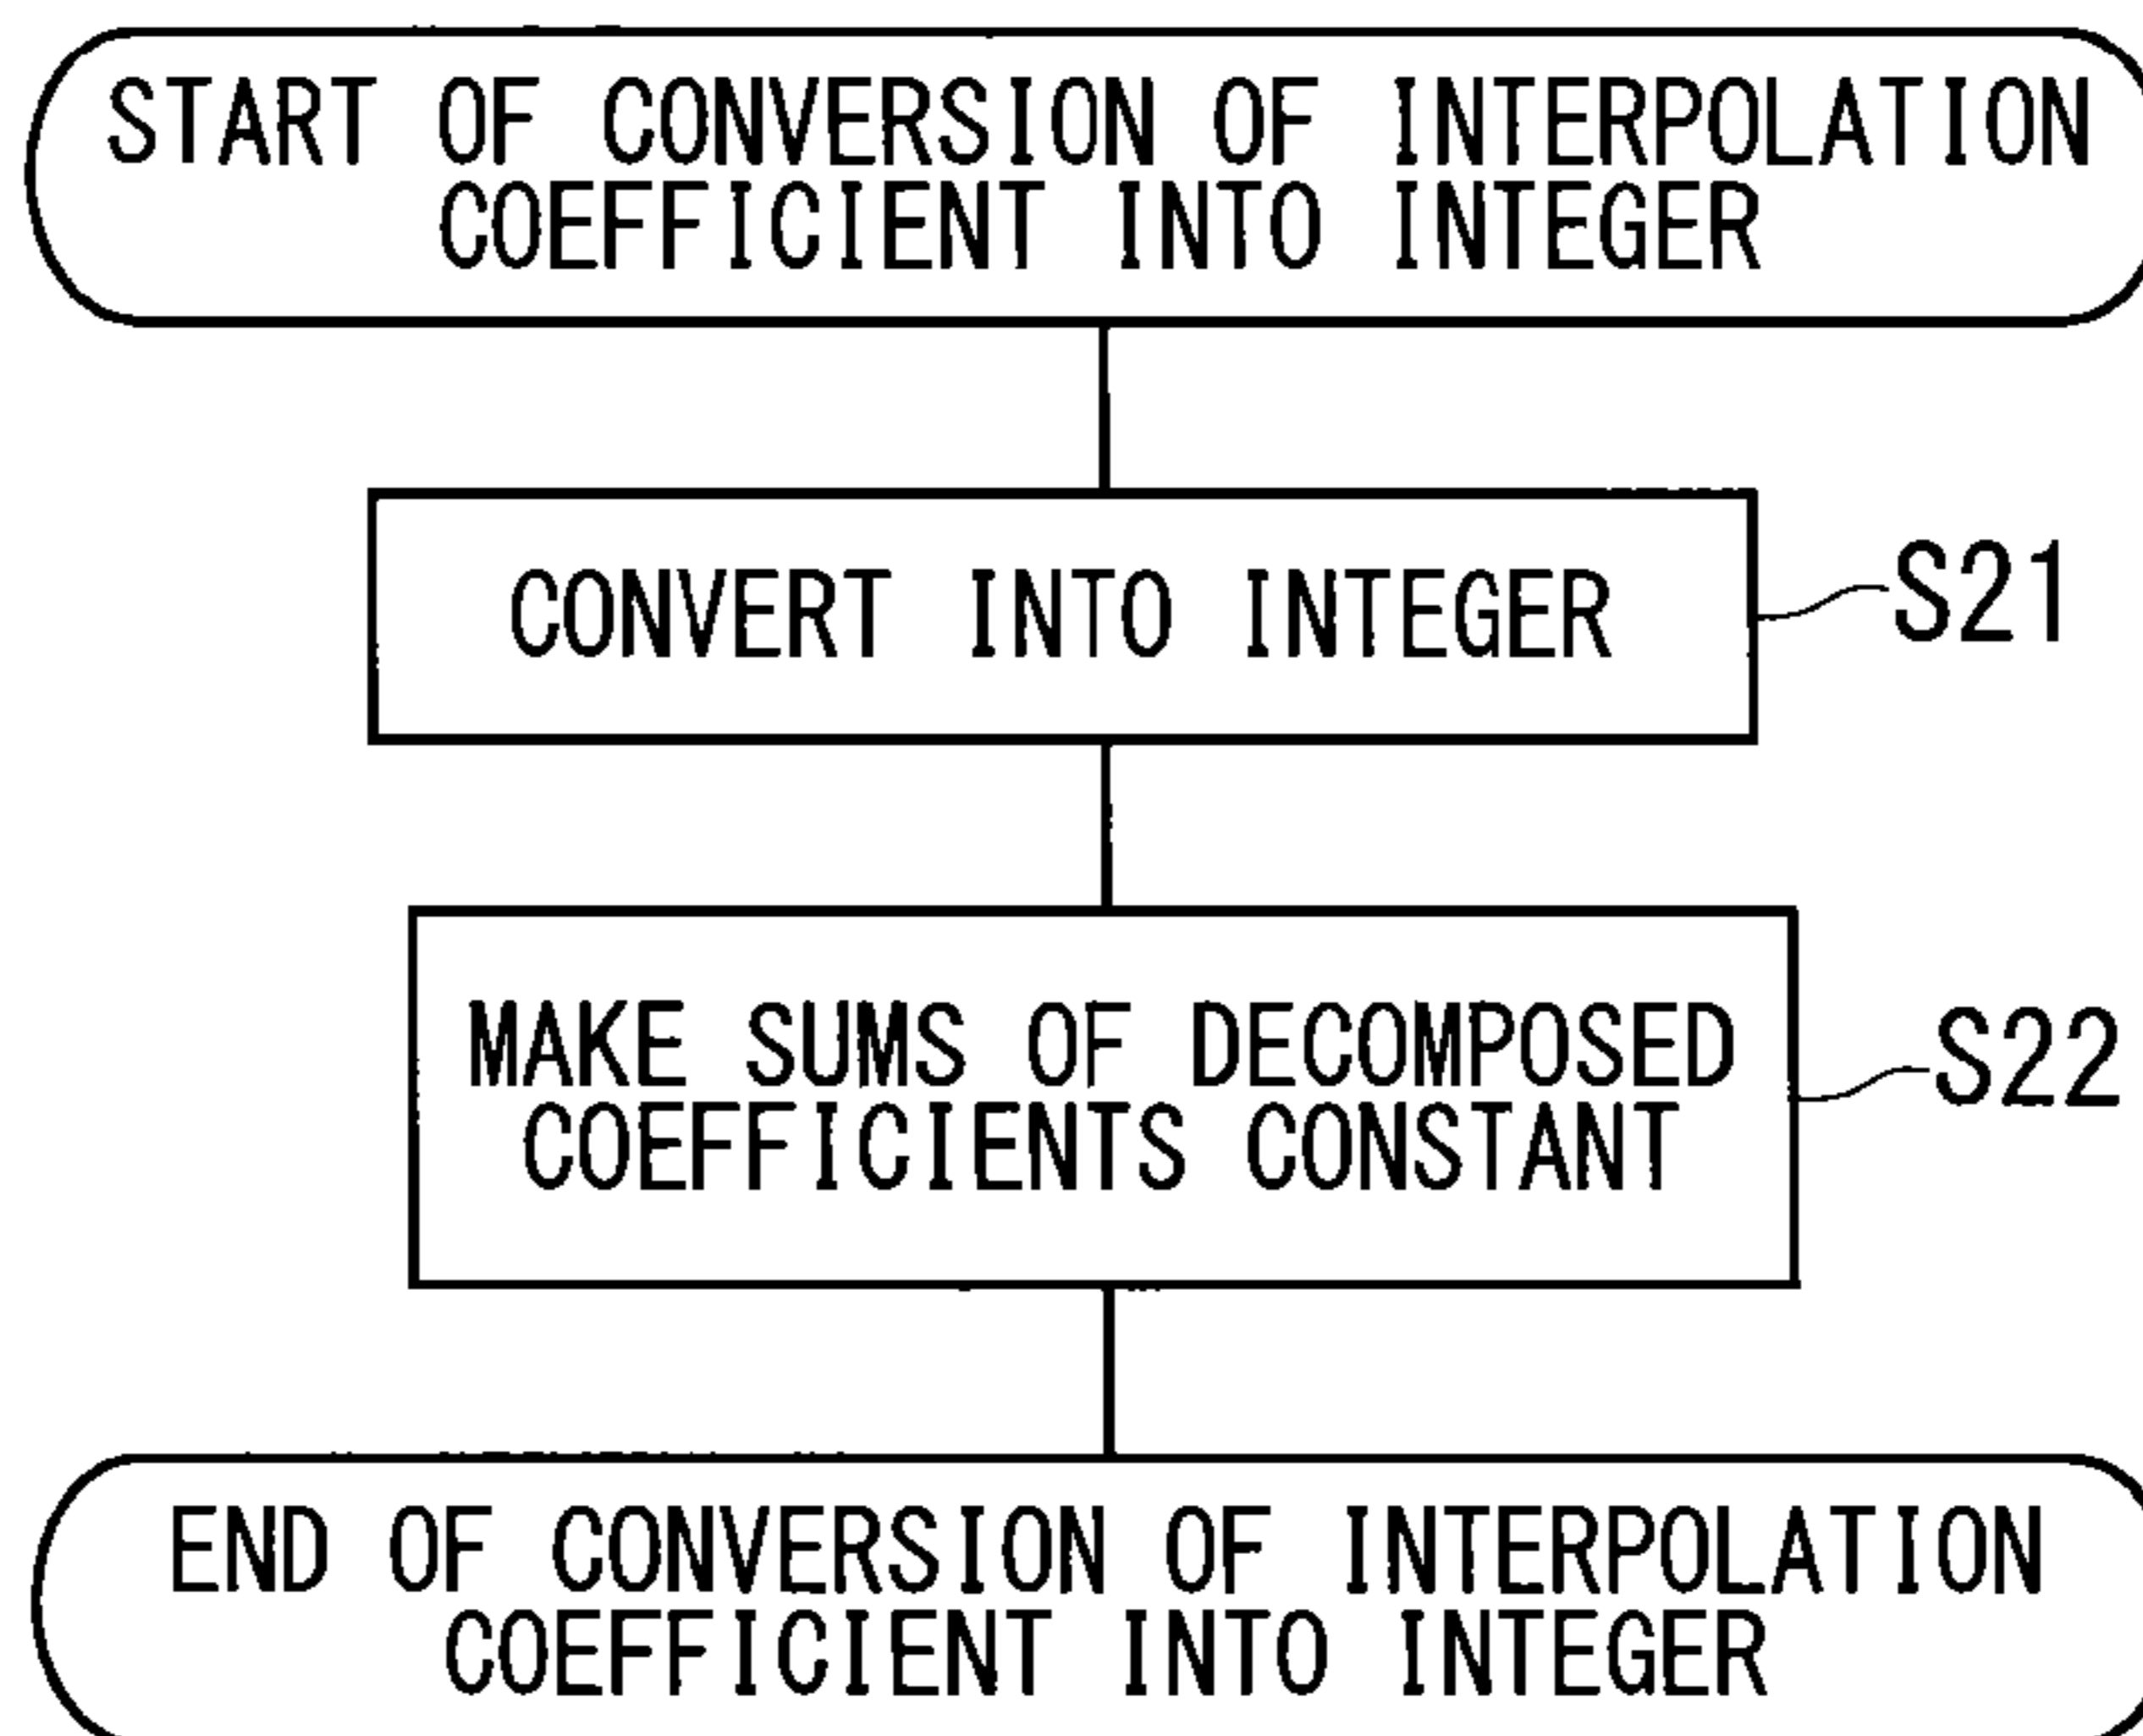 START OF CONVERSION OF INTERPOLATION
COEFFICIENT INTO INTEGER
CONVERT INTO INTEGER
S21
MAKE SUMS OF DECOMPOSED
COEFFICIENTS CONSTANT
S22
END OF CONVERSION OF INTERPOLATION
COEFFICIENT INTO INTEGER